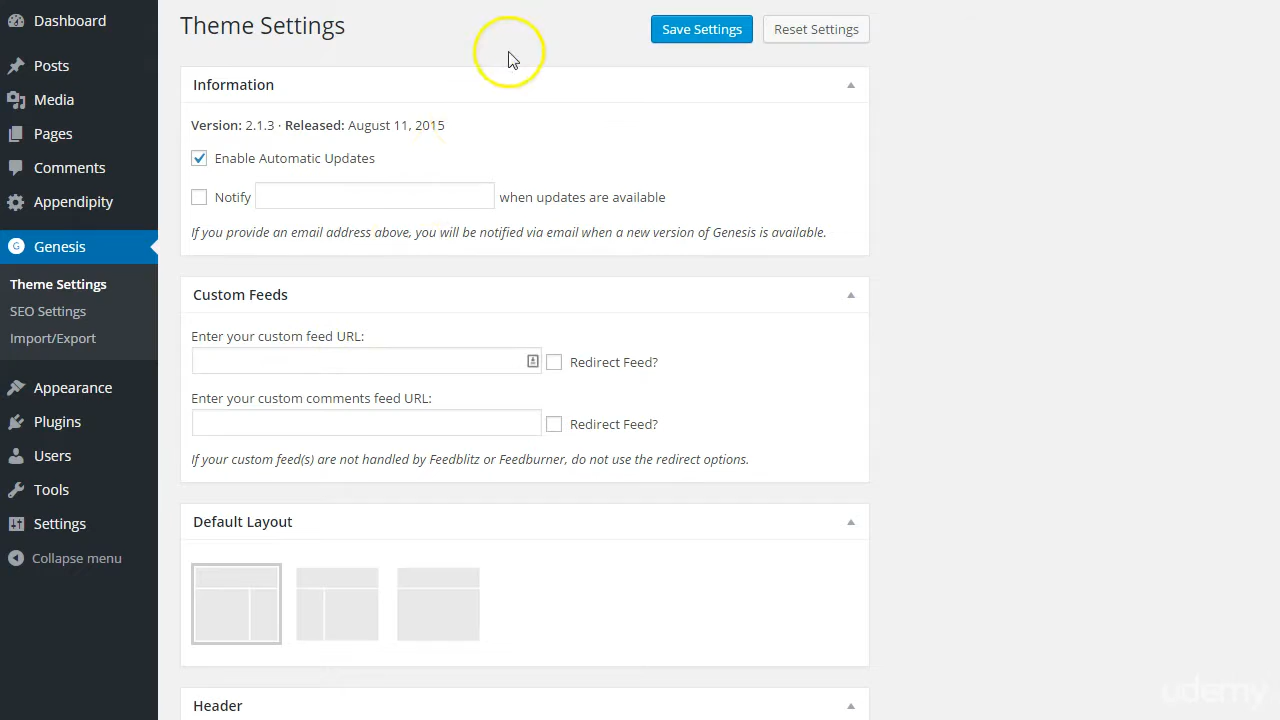 Dashboard
Posts
Media
Pages
Comments
Appendipity
G Genesis
Theme Settings
SEO Settings
Import/Export
Appearance
Plugins
Users
Tools
Settings
Collapse menu
Theme Settings
Save Settings
Reset Settings
Information
Version: 2.1.3 · Released: August 11, 2015
Enable Automatic Updates
Notify when updates are available
If you provide an email address above, you will be notified via email when a new version of Genesis is available.
Custom Feeds
Enter your custom feed URL:
Redirect Feed?
Enter your custom comments feed URL:
Redirect Feed?
If your custom feed(s) are not handled by Feedblitz or Feedburner, do not use the redirect options.
Default Layout
Header
udemy